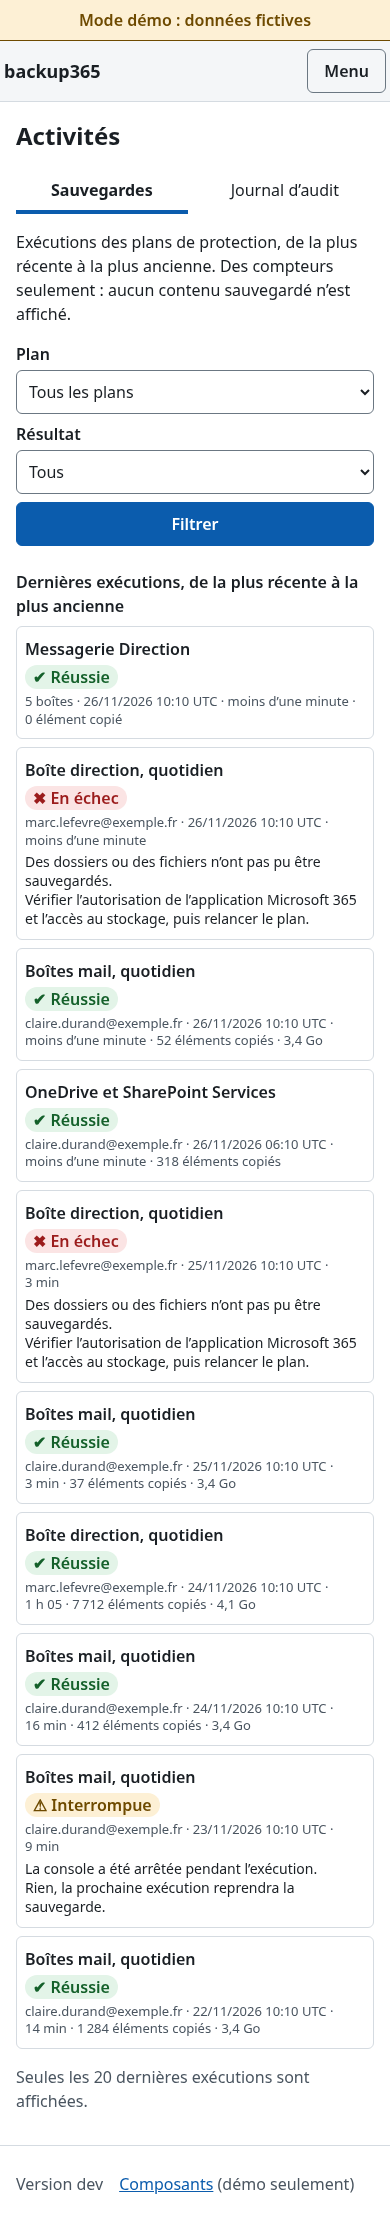 Mode démo : données fictives
backup365
Menu
Activités
Sauvegardes
Journal d’audit
Exécutions des plans de protection, de la plus
récente à la plus ancienne. Des compteurs
seulement : aucun contenu sauvegardé n’est
affiché.
Plan
Tous les plans
Résultat
Tous
Filtrer
Dernières exécutions, de la plus récente à la
plus ancienne
Messagerie Direction
✔ Réussie
5 boîtes · 26/11/2026 10:10 UTC · moins d’une minute ·
0 élément copié
Boîte direction, quotidien
✖ En échec
marc.lefevre@exemple.fr · 26/11/2026 10:10 UTC ·
moins d’une minute
Des dossiers ou des fichiers n’ont pas pu être
sauvegardés.
Vérifier l’autorisation de l’application Microsoft 365
et l’accès au stockage, puis relancer le plan.
Boîtes mail, quotidien
✔ Réussie
claire.durand@exemple.fr · 26/11/2026 10:10 UTC ·
moins d’une minute · 52 éléments copiés · 3,4 Go
OneDrive et SharePoint Services
✔ Réussie
claire.durand@exemple.fr · 26/11/2026 06:10 UTC ·
moins d’une minute · 318 éléments copiés
Boîte direction, quotidien
✖ En échec
marc.lefevre@exemple.fr · 25/11/2026 10:10 UTC ·
3 min
Des dossiers ou des fichiers n’ont pas pu être
sauvegardés.
Vérifier l’autorisation de l’application Microsoft 365
et l’accès au stockage, puis relancer le plan.
Boîtes mail, quotidien
✔ Réussie
claire.durand@exemple.fr · 25/11/2026 10:10 UTC ·
3 min · 37 éléments copiés · 3,4 Go
Boîte direction, quotidien
✔ Réussie
marc.lefevre@exemple.fr · 24/11/2026 10:10 UTC ·
1 h 05 · 7 712 éléments copiés · 4,1 Go
Boîtes mail, quotidien
✔ Réussie
claire.durand@exemple.fr · 24/11/2026 10:10 UTC ·
16 min · 412 éléments copiés · 3,4 Go
Boîtes mail, quotidien
⚠ Interrompue
claire.durand@exemple.fr · 23/11/2026 10:10 UTC ·
9 min
La console a été arrêtée pendant l’exécution.
Rien, la prochaine exécution reprendra la
sauvegarde.
Boîtes mail, quotidien
✔ Réussie
claire.durand@exemple.fr · 22/11/2026 10:10 UTC ·
14 min · 1 284 éléments copiés · 3,4 Go
Seules les 20 dernières exécutions sont
affichées.
Version dev Composants (démo seulement)